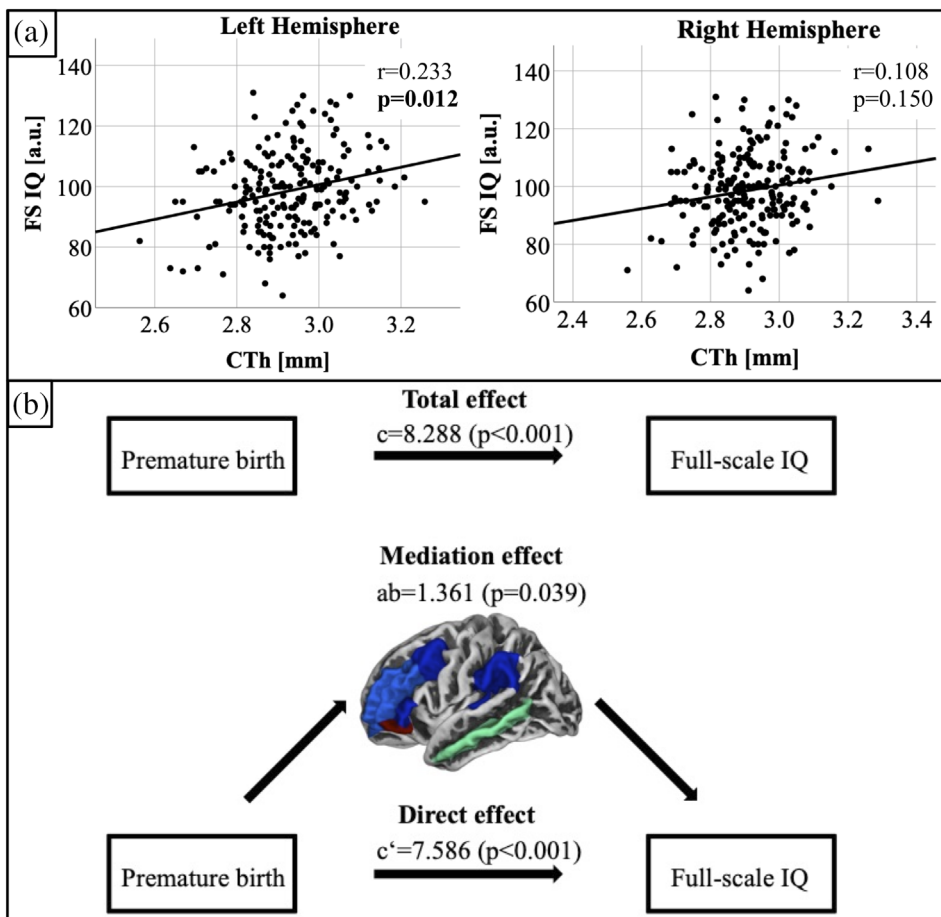 (a)
Left Hemisphere
r=0.233
p=0.012
FS IQ [a.u.]
140
120
100
80
60
2.6 2.8 3.0 3.2
CTh [mm]
Right Hemisphere
r=0.108
p=0.150
FS IQ [a.u.]
140
120
100
80
60
2.4 2.6 2.8 3.0 3.2 3.4
CTh [mm]
(b)
Total effect
c=8.288 (p<0.001)
Premature birth
Full-scale IQ
Mediation effect
ab=1.361 (p=0.039)
Direct effect
c‘=7.586 (p<0.001)
Premature birth
Full-scale IQ